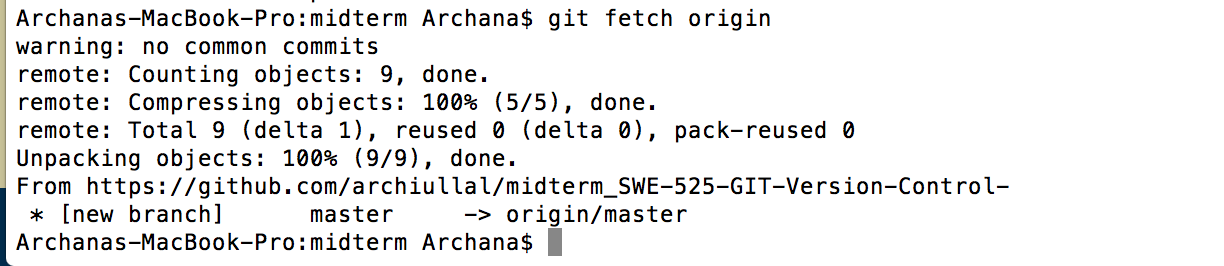 Archanas-MacBook-Pro:midterm Archana$ git fetch origin
warning: no common commits
remote: Counting objects: 9, done.
remote: Compressing objects: 100% (5/5), done.
remote: Total 9 (delta 1), reused 0 (delta 0), pack-reused 0
Unpacking objects: 100% (9/9), done.
From https://github.com/archiullal/midterm_SWE-525-GIT-Version-Control-
 * [new branch]      master     -> origin/master
Archanas-MacBook-Pro:midterm Archana$